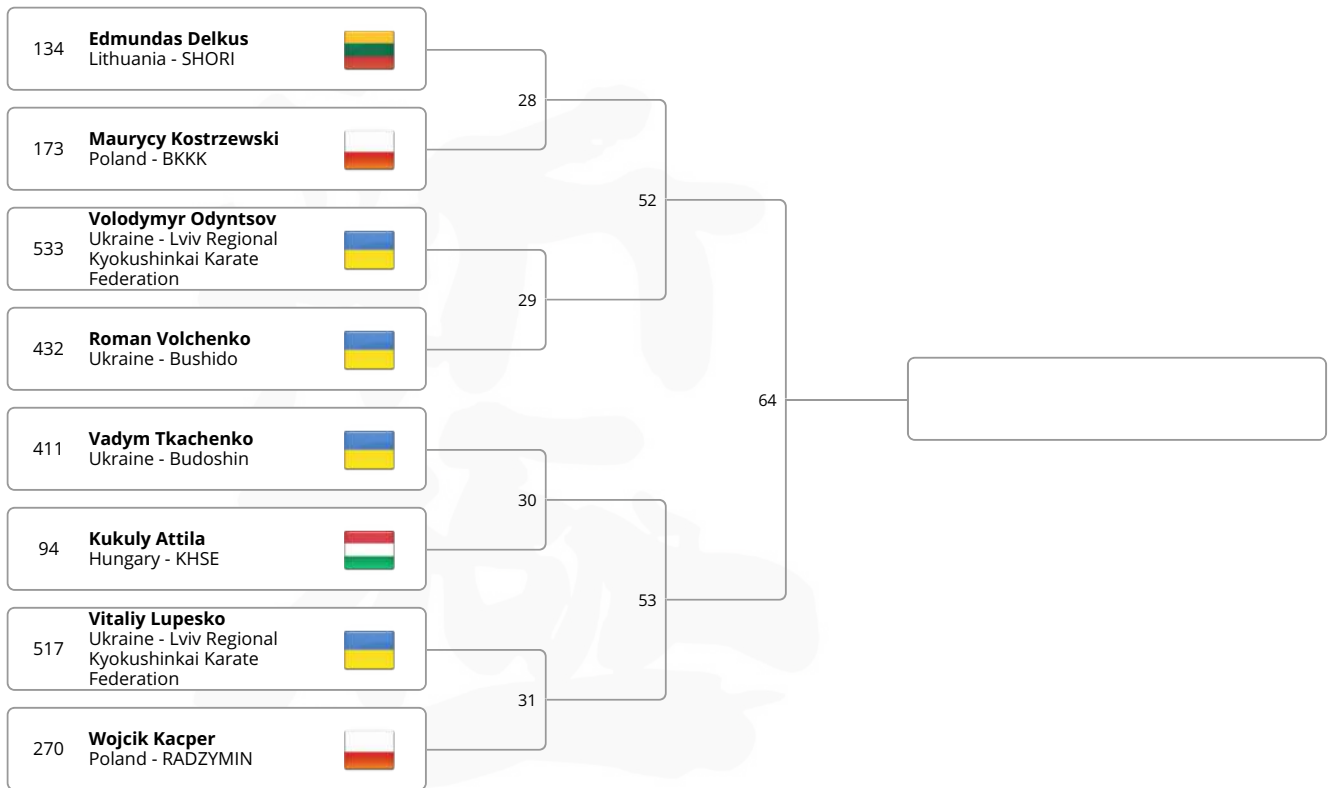 134
Edmundas Delkus
Lithuania - SHORI
173
Maurycy Kostrzewski
Poland - BKKK
533
Volodymyr Odyntsov
Ukraine - Lviv Regional
Kyokushinkai Karate
Federation
432
Roman Volchenko
Ukraine - Bushido
411
Vadym Tkachenko
Ukraine - Budoshin
94
Kukuly Attila
Hungary - KHSE
517
Vitaliy Lupesko
Ukraine - Lviv Regional
Kyokushinkai Karate
Federation
270
Wojcik Kacper
Poland - RADZYMIN
28
29
30
31
52
53
64